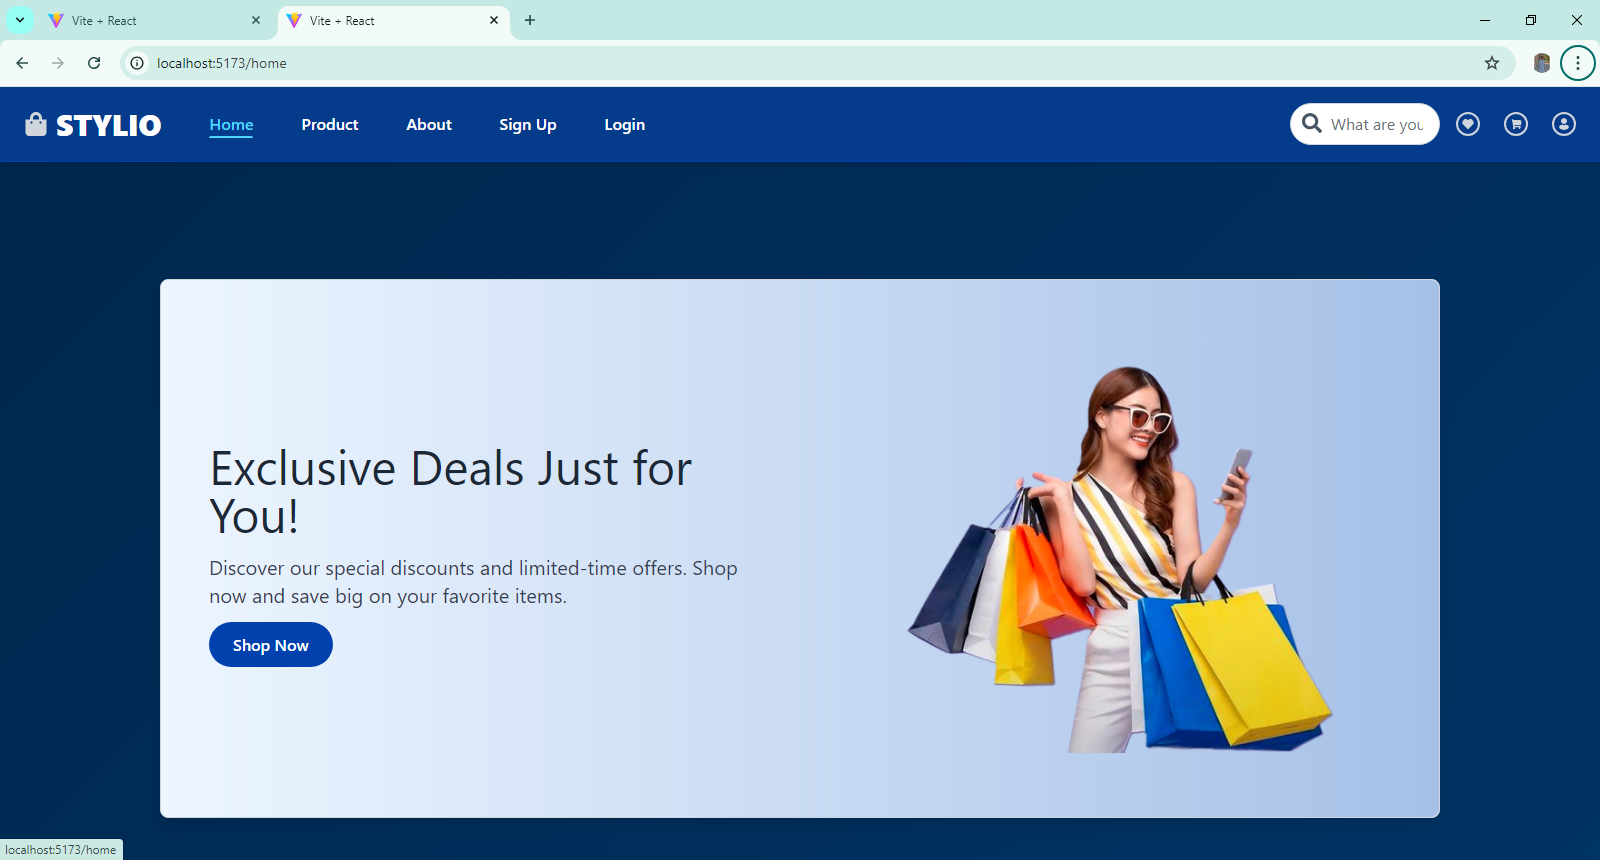 Vite + React
Vite + React
localhost:5173/home
STYLIO
Home
Product
About
Sign Up
Login
What are you
Exclusive Deals Just for
You!
Discover our special discounts and limited-time offers. Shop
now and save big on your favorite items.
Shop Now
localhost:5173/home